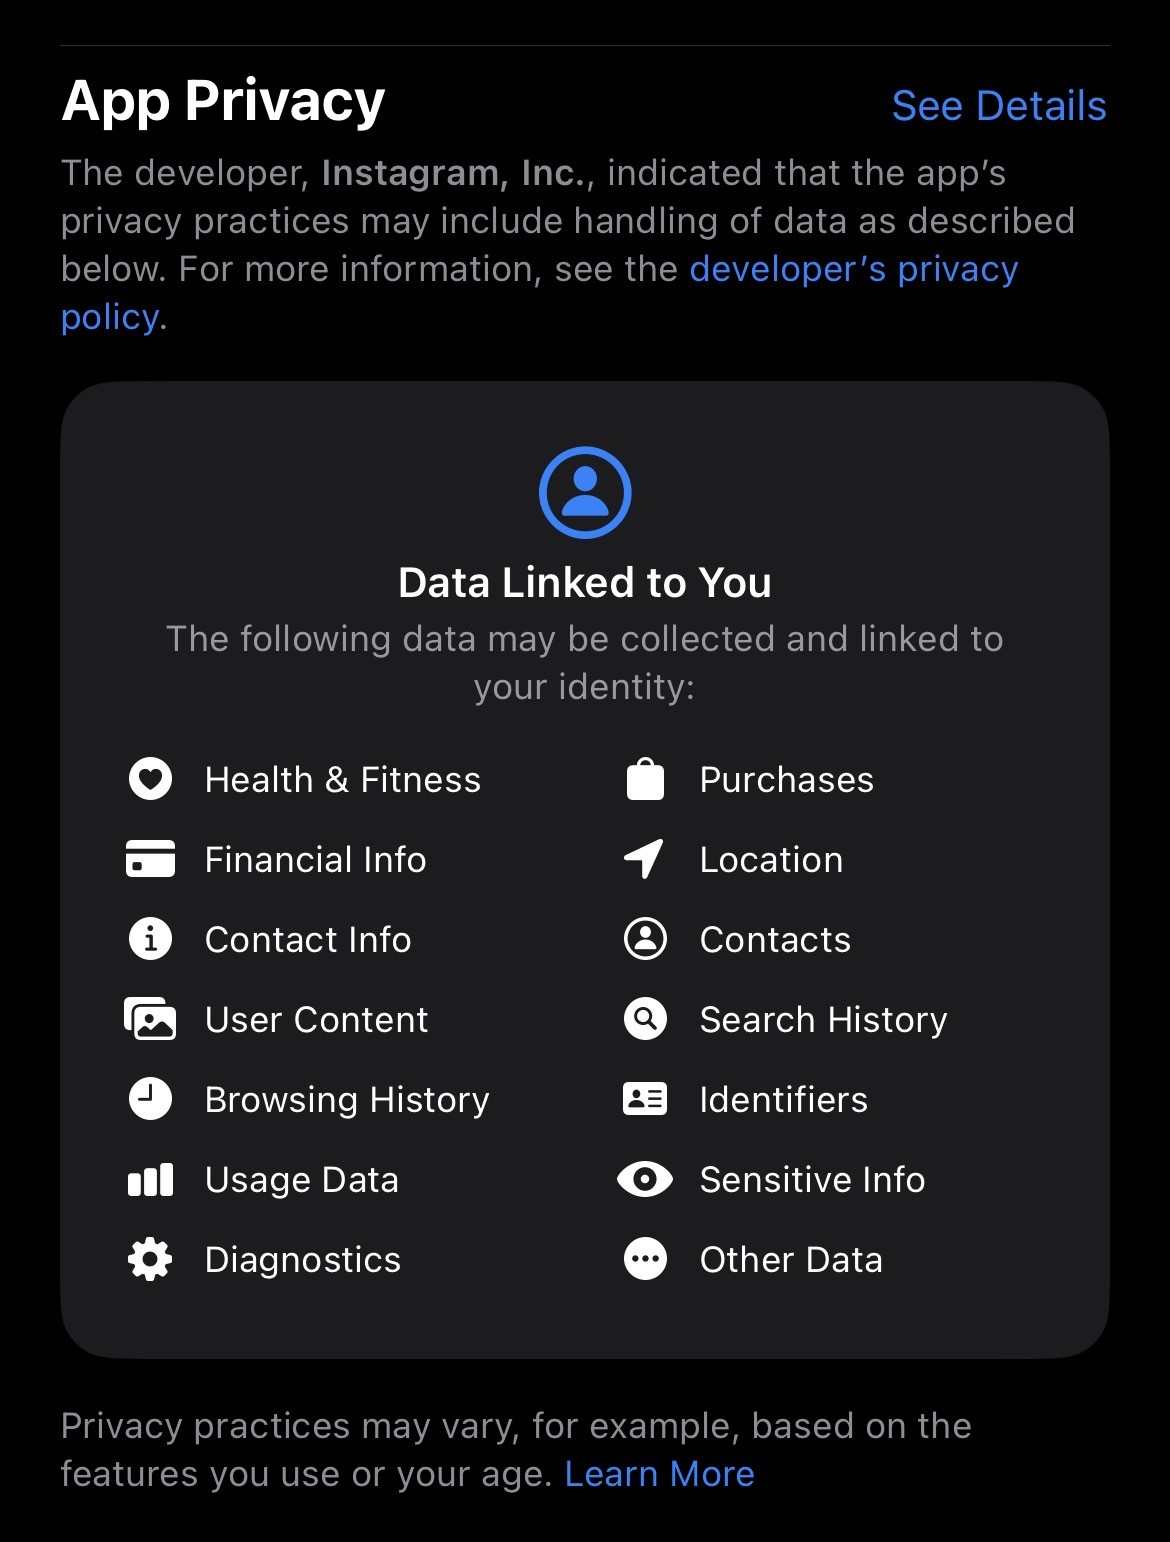 App Privacy
See Details
The developer, Instagram, Inc., indicated that the app’s
privacy practices may include handling of data as described
below. For more information, see the developer’s privacy
policy.
Data Linked to You
The following data may be collected and linked to
your identity:
Health & Fitness
Purchases
Financial Info
Location
Contact Info
Contacts
User Content
Search History
Browsing History
Identifiers
Usage Data
Sensitive Info
Diagnostics
Other Data
Privacy practices may vary, for example, based on the
features you use or your age. Learn More